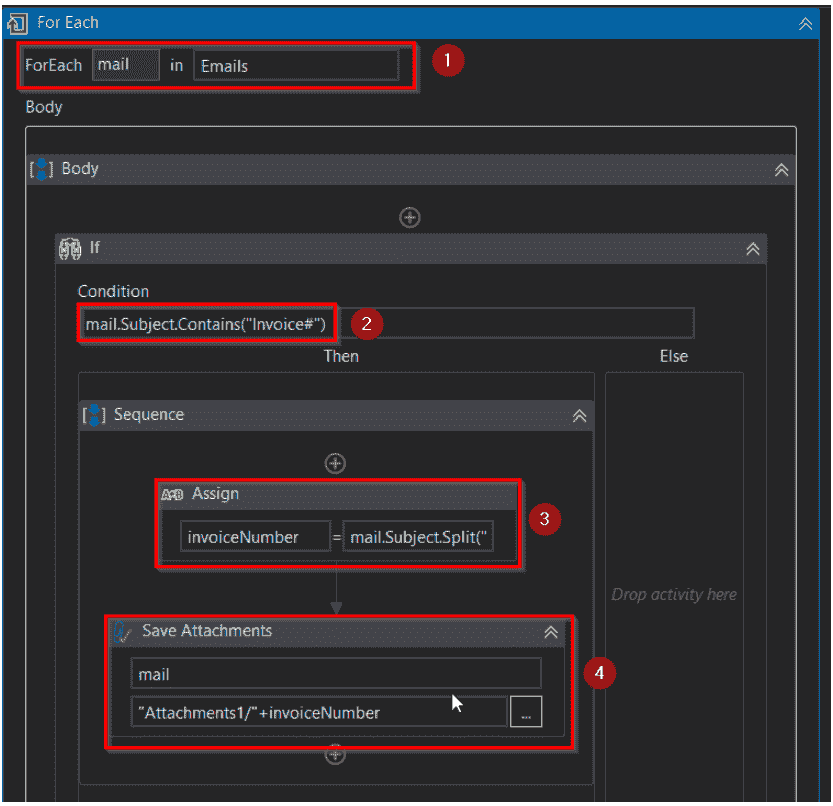 For Each
ForEach mail in Emails
1
Body
Body
If
Condition
mail.Subject.Contains("Invoice#")
2
Then Else
Sequence
Assign
3
invoiceNumber = mail.Subject.Split("
Drop activity here
Save Attachments
4
mail
"Attachments1/"+invoiceNumber
...